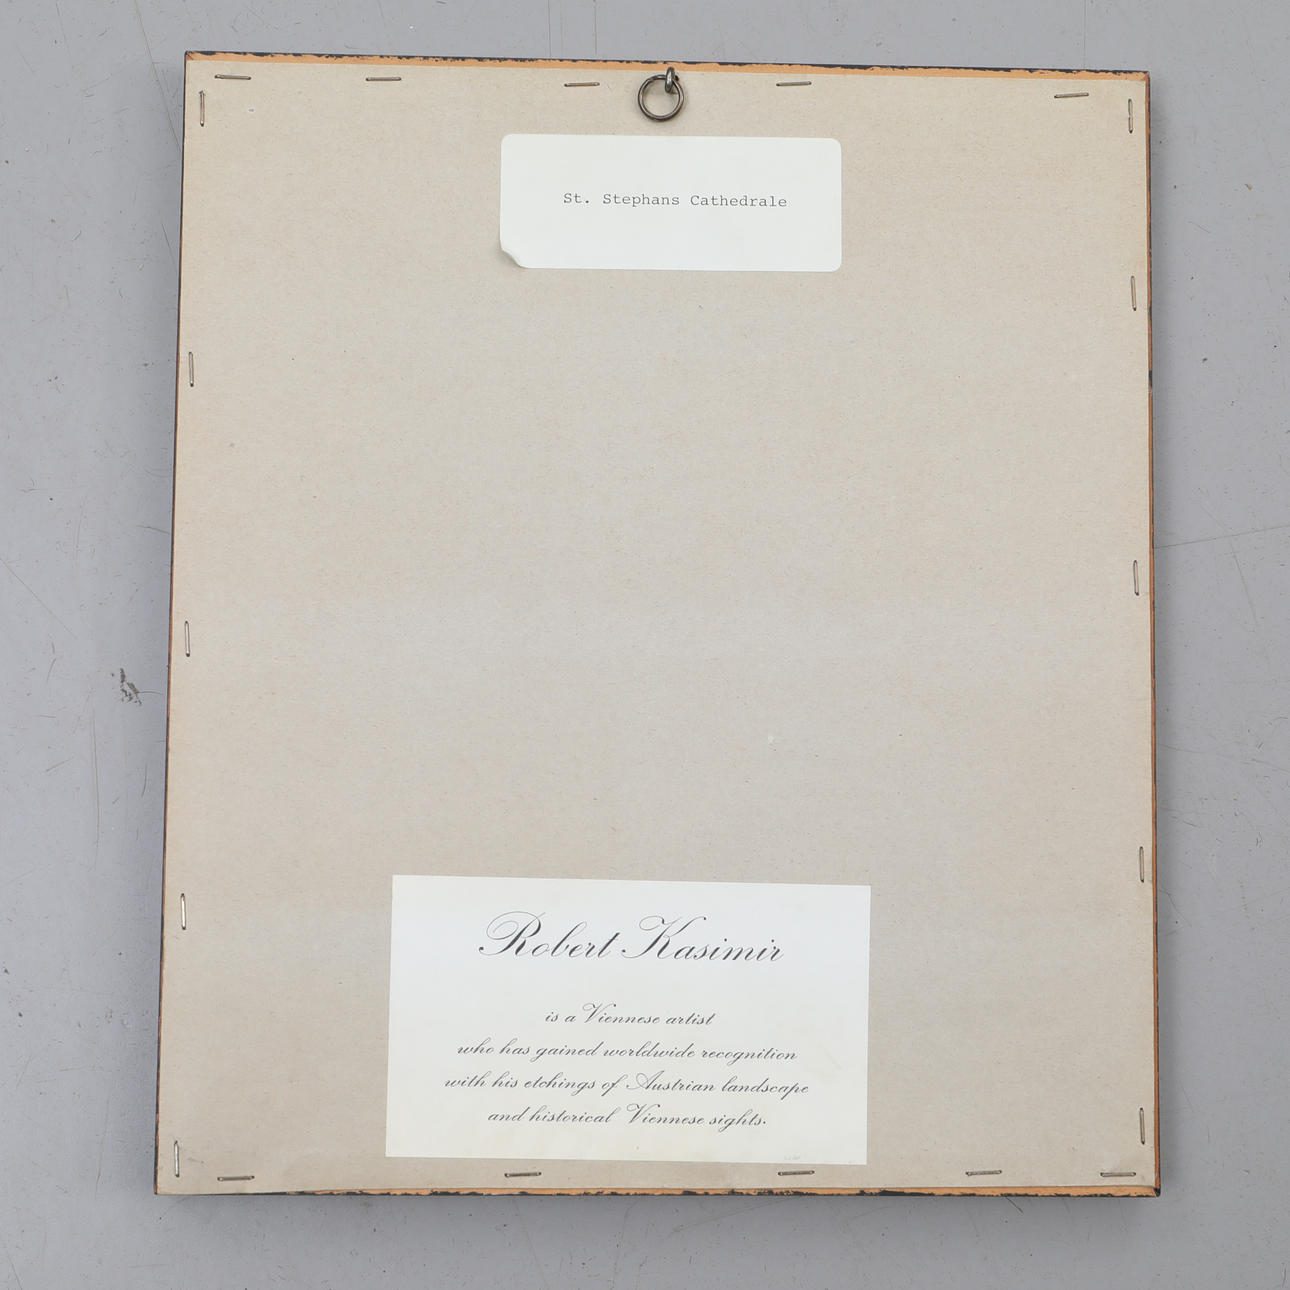 St. Stephans Cathedrale
Robert Kasimir
is a Viennese artist
who has gained worldwide recognition
with his etchings of Austrian landscape
and historical Viennese sights.